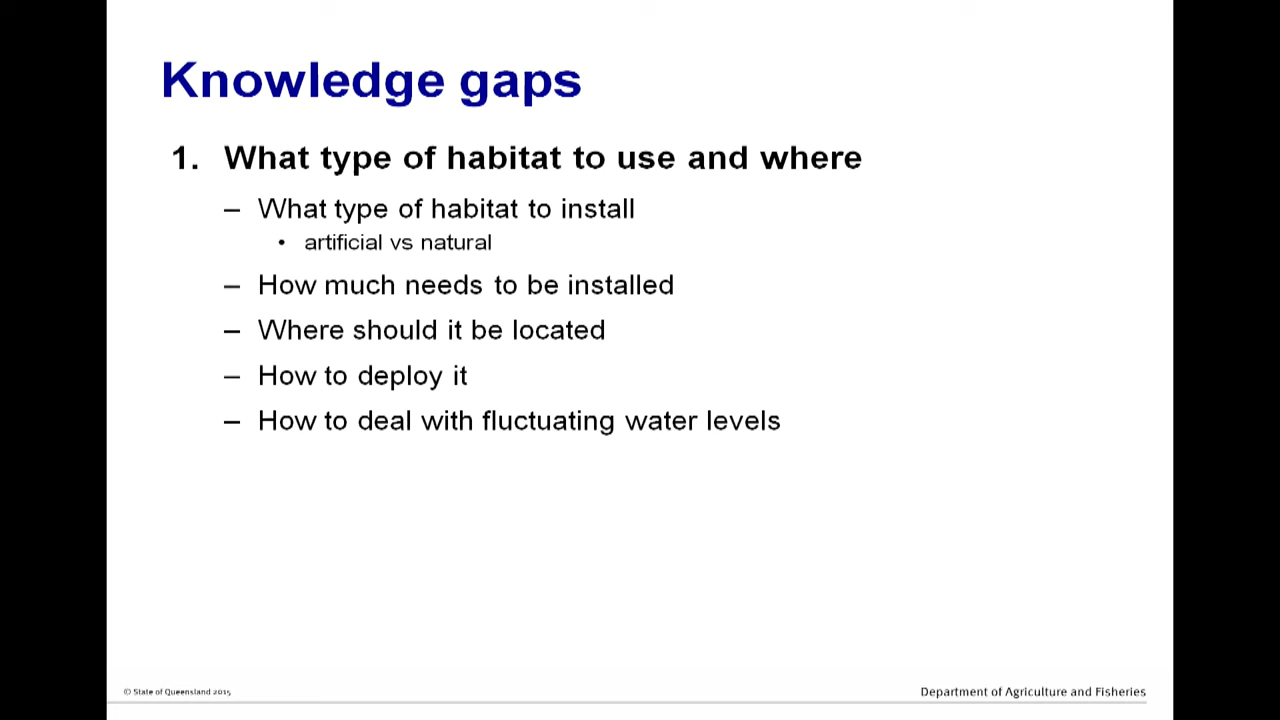 Knowledge gaps
1. What type of habitat to use and where
– What type of habitat to install
• artificial vs natural
– How much needs to be installed
– Where should it be located
– How to deploy it
– How to deal with fluctuating water levels
© State of Queensland 2015
Department of Agriculture and Fisheries